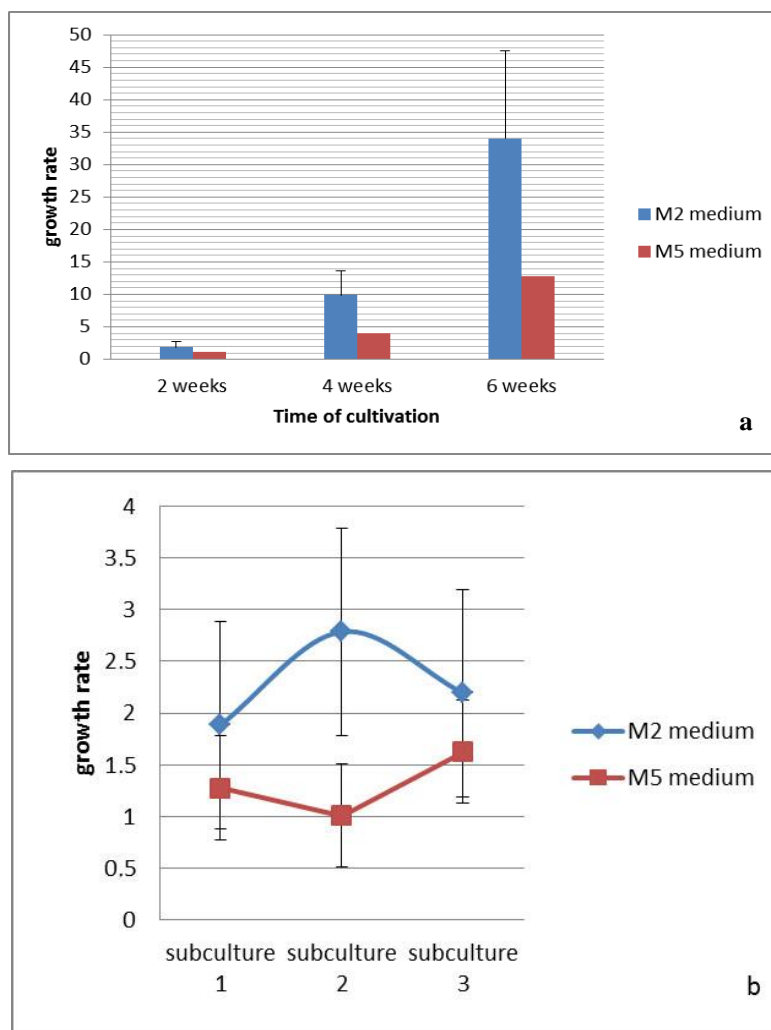 50
45
40
35
30
25
20
15
10
5
0
growth rate
2 weeks
4 weeks
6 weeks
Time of cultivation
M2 medium
M5 medium
a
4
3.5
3
2.5
2
1.5
1
0.5
0
growth rate
subculture subculture subculture
1 2 3
M2 medium
M5 medium
b